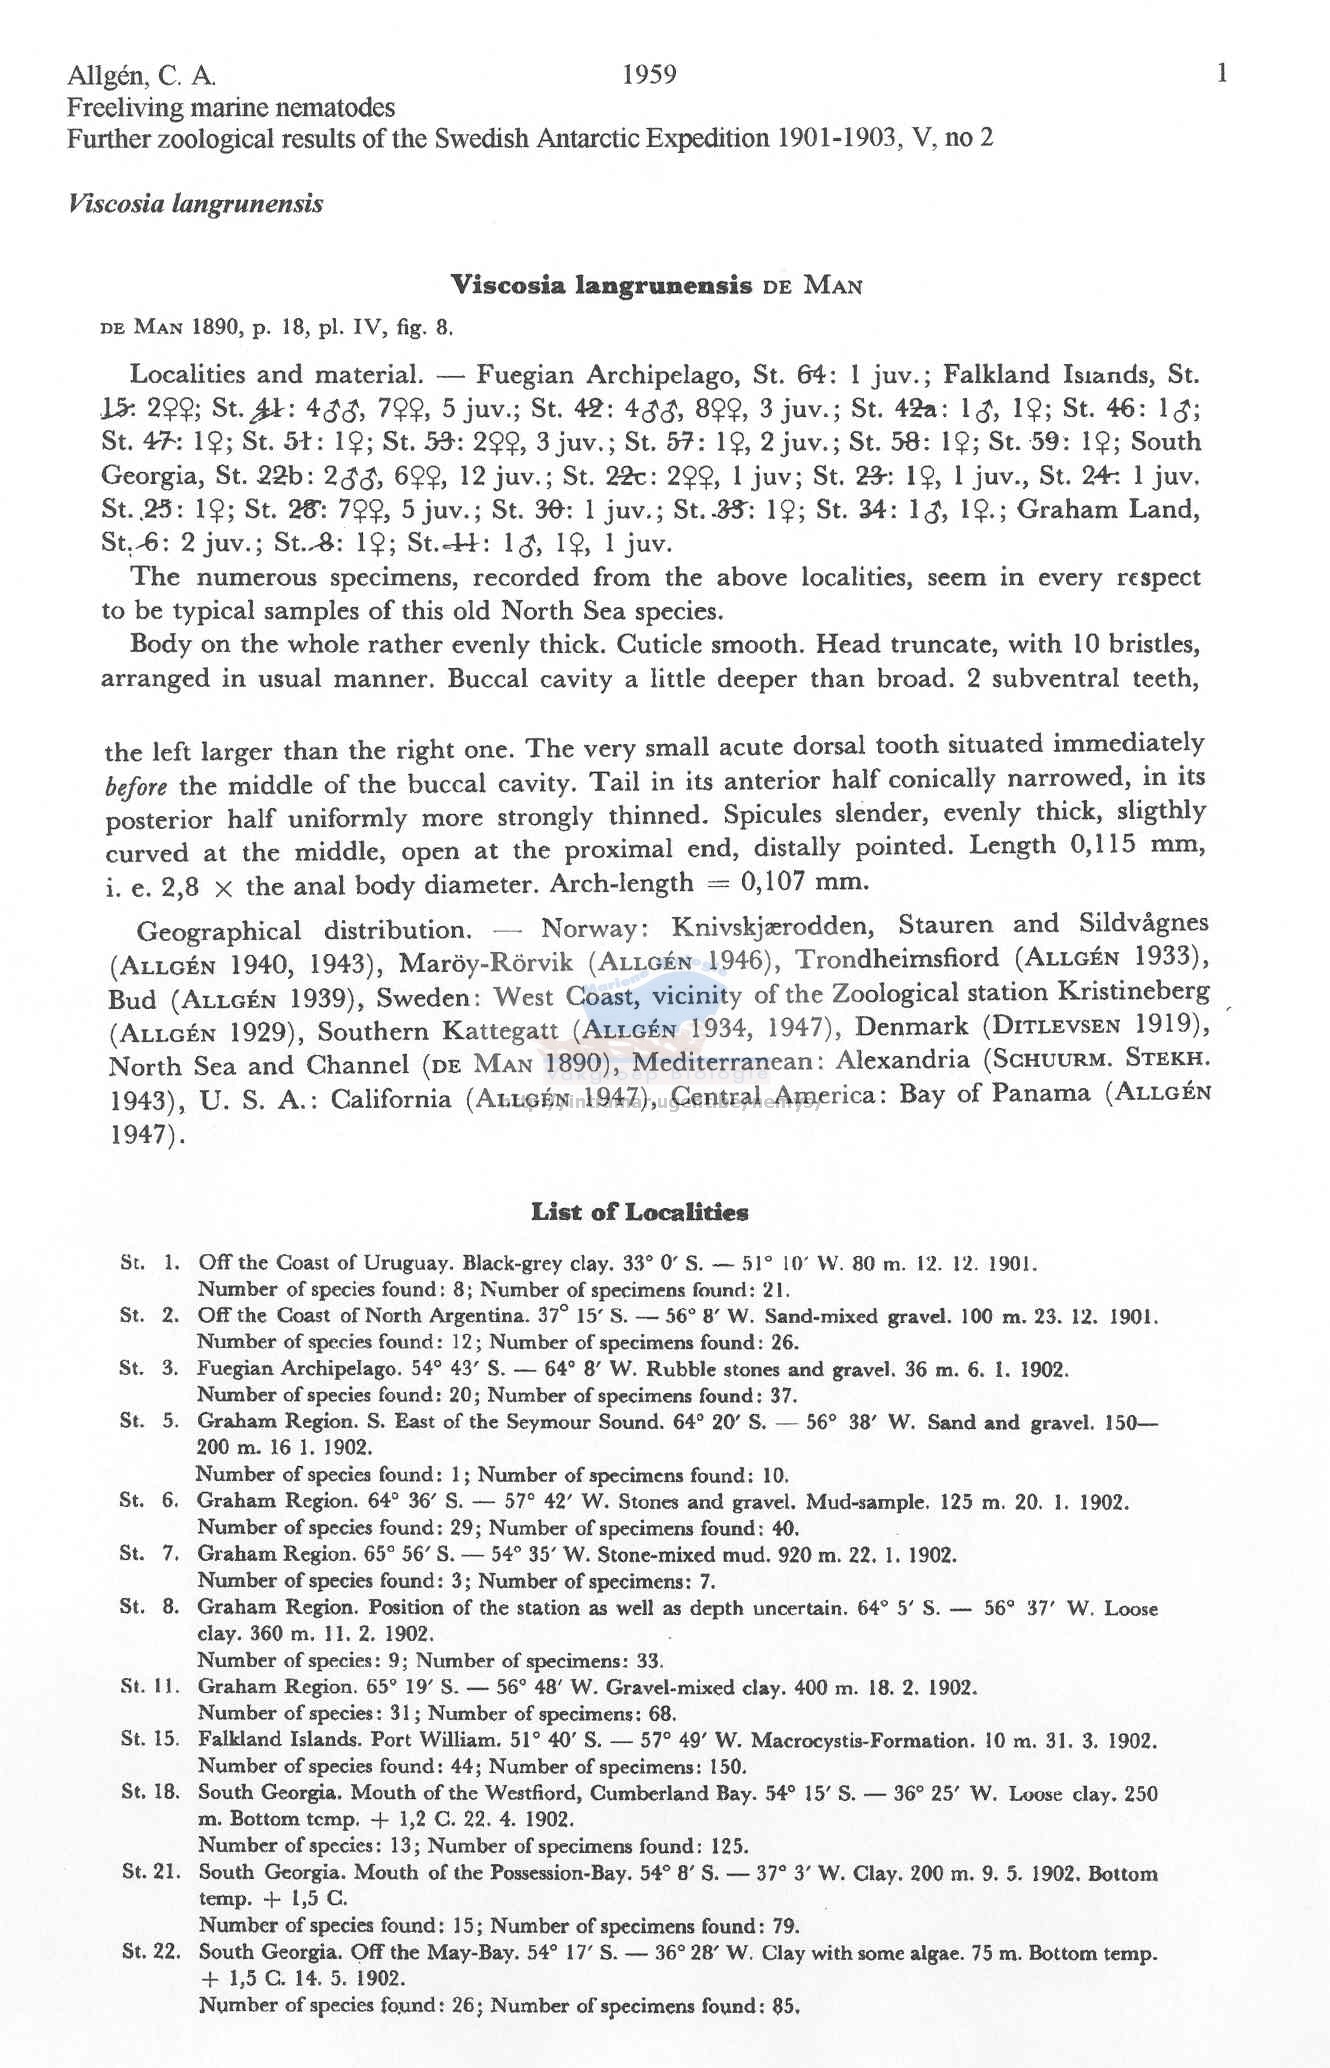 Allgén, C. A. 1959 1
Freeliving marine nematodes
Further zoological results of the Swedish Antarctic Expedition 1901-1903, V, no 2
Viscosia langrunensis
Viscosia langrunensis DE MAN
DE MAN 1890, p. 18, pl. IV, fig. 8.
Localities and material. — Fuegian Archipelago, St. 64: 1 juv.; Falkland Islands, St.
15: 2♀♀; St. 41: 4♂♂, 7♀♀, 5 juv.; St. 42: 4♂♂, 8♀♀, 3 juv.; St. 42a: 1♂, 1♀; St. 46: 1♂;
St. 47: 1♀; St. 51: 1♀; St. 53: 2♀♀, 3 juv.; St. 57: 1♀, 2 juv.; St. 58: 1♀; St. 59: 1♀; South
Georgia, St. 22b: 2♂♂, 6♀♀, 12 juv.; St. 22c: 2♀♀, 1 juv; St. 23: 1♀, 1 juv., St. 24: 1 juv.
St. 25: 1♀; St. 28: 7♀♀, 5 juv.; St. 30: 1 juv.; St. 33: 1♀; St. 34: 1♂, 1♀.; Graham Land,
St. 6: 2 juv.; St. 8: 1♀; St. 11: 1♂, 1♀, 1 juv.
The numerous specimens, recorded from the above localities, seem in every respect
to be typical samples of this old North Sea species.
Body on the whole rather evenly thick. Cuticle smooth. Head truncate, with 10 bristles,
arranged in usual manner. Buccal cavity a little deeper than broad. 2 subventral teeth,
the left larger than the right one. The very small acute dorsal tooth situated immediately
before the middle of the buccal cavity. Tail in its anterior half conically narrowed, in its
posterior half uniformly more strongly thinned. Spicules slender, evenly thick, sligthly
curved at the middle, open at the proximal end, distally pointed. Length 0,115 mm,
i. e. 2,8 × the anal body diameter. Arch-length = 0,107 mm.
Geographical distribution. — Norway: Knivskjærodden, Stauren and Sildvågnes
(ALLGÉN 1940, 1943), Maröy-Rörvik (ALLGÉN 1946), Trondheimsfiord (ALLGÉN 1933),
Bud (ALLGÉN 1939), Sweden: West Coast, vicinity of the Zoological station Kristineberg
(ALLGÉN 1929), Southern Kattegatt (ALLGÉN 1934, 1947), Denmark (DITLEVSEN 1919),
North Sea and Channel (DE MAN 1890), Mediterranean: Alexandria (SCHUURM. STEKH.
1943), U. S. A.: California (ALLGÉN 1947), Central America: Bay of Panama (ALLGÉN
1947).
List of Localities
St. 1. Off the Coast of Uruguay. Black-grey clay. 33° 0′ S. — 51° 10′ W. 80 m. 12. 12. 1901.
Number of species found: 8; Number of specimens found: 21.
St. 2. Off the Coast of North Argentina. 37° 15′ S. — 56° 8′ W. Sand-mixed gravel. 100 m. 23. 12. 1901.
Number of species found: 12; Number of specimens found: 26.
St. 3. Fuegian Archipelago. 54° 43′ S. — 64° 8′ W. Rubble stones and gravel. 36 m. 6. 1. 1902.
Number of species found: 20; Number of specimens found: 37.
St. 5. Graham Region. S. East of the Seymour Sound. 64° 20′ S. — 56° 38′ W. Sand and gravel. 150—
200 m. 16 1. 1902.
Number of species found: 1; Number of specimens found: 10.
St. 6. Graham Region. 64° 36′ S. — 57° 42′ W. Stones and gravel. Mud-sample. 125 m. 20. 1. 1902.
Number of species found: 29; Number of specimens found: 40.
St. 7. Graham Region. 65° 56′ S. — 54° 35′ W. Stone-mixed mud. 920 m. 22. 1. 1902.
Number of species found: 3; Number of specimens: 7.
St. 8. Graham Region. Position of the station as well as depth uncertain. 64° 5′ S. — 56° 37′ W. Loose
clay. 360 m. 11. 2. 1902.
Number of species: 9; Number of specimens: 33.
St. 11. Graham Region. 65° 19′ S. — 56° 48′ W. Gravel-mixed clay. 400 m. 18. 2. 1902.
Number of species: 31; Number of specimens: 68.
St. 15. Falkland Islands. Port William. 51° 40′ S. — 57° 49′ W. Macrocystis-Formation. 10 m. 31. 3. 1902.
Number of species found: 44; Number of specimens: 150.
St. 18. South Georgia. Mouth of the Westfiord, Cumberland Bay. 54° 15′ S. — 36° 25′ W. Loose clay. 250
m. Bottom temp. + 1,2 C. 22. 4. 1902.
Number of species: 13; Number of specimens found: 125.
St. 21. South Georgia. Mouth of the Possession-Bay. 54° 8′ S. — 37° 3′ W. Clay. 200 m. 9. 5. 1902. Bottom
temp. + 1,5 C.
Number of species found: 15; Number of specimens found: 79.
St. 22. South Georgia. Off the May-Bay. 54° 17′ S. — 36° 28′ W. Clay with some algae. 75 m. Bottom temp.
+ 1,5 C. 14. 5. 1902.
Number of species found: 26; Number of specimens found: 85.